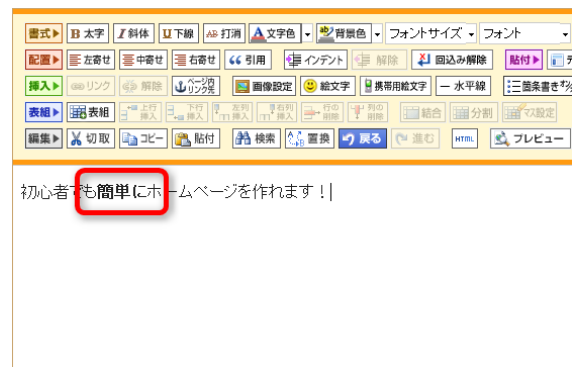 書式▶ B 太字 I 斜体 U 下線 AB 打消 A 文字色 ab 背景色 フォントサイズ フォント
配置▶ 左寄せ 中寄せ 右寄せ 引用 インデント 解除 回込み解除 貼付▶
挿入▶ リンク 解除 ページ内リンク先 画像設定 絵文字 携帯用絵文字 水平線 箇条書き
表組▶ 表組 上行挿入 下行挿入 左列挿入 右列挿入 行の削除 列の削除 結合 分割 マス設定
編集▶ 切取 コピー 貼付 検索 置換 戻る 進む HTML プレビュー
初心者でも簡単にホームページを作れます！